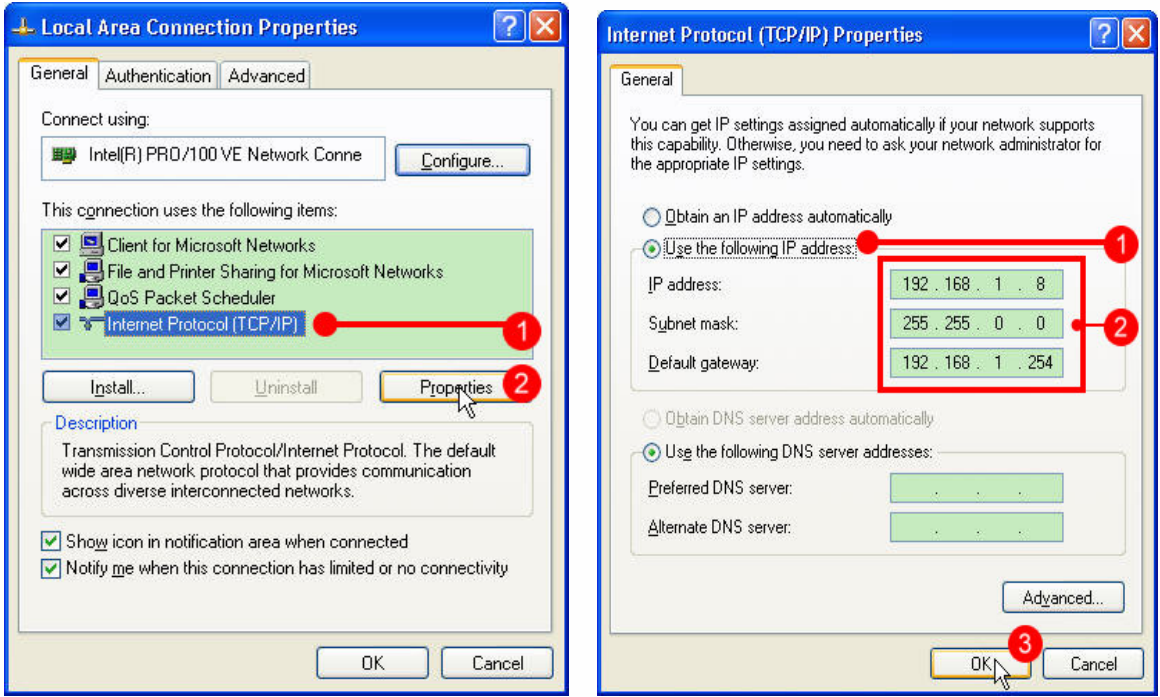 Local Area Connection Properties
General Authentication Advanced
Connect using:
Intel(R) PRO/100 VE Network Conne
Configure...
This connection uses the following items:
Client for Microsoft Networks
File and Printer Sharing for Microsoft Networks
QoS Packet Scheduler
Internet Protocol (TCP/IP)
1
Install... Uninstall Properties 2
Description
Transmission Control Protocol/Internet Protocol. The default
wide area network protocol that provides communication
across diverse interconnected networks.
Show icon in notification area when connected
Notify me when this connection has limited or no connectivity
OK Cancel
Internet Protocol (TCP/IP) Properties
General
You can get IP settings assigned automatically if your network supports
this capability. Otherwise, you need to ask your network administrator for
the appropriate IP settings.
Obtain an IP address automatically
Use the following IP address: 1
IP address: 192 . 168 . 1 . 8
Subnet mask: 255 . 255 . 0 . 0 2
Default gateway: 192 . 168 . 1 . 254
Obtain DNS server address automatically
Use the following DNS server addresses:
Preferred DNS server: . . .
Alternate DNS server: . . .
Advanced...
3
OK Cancel